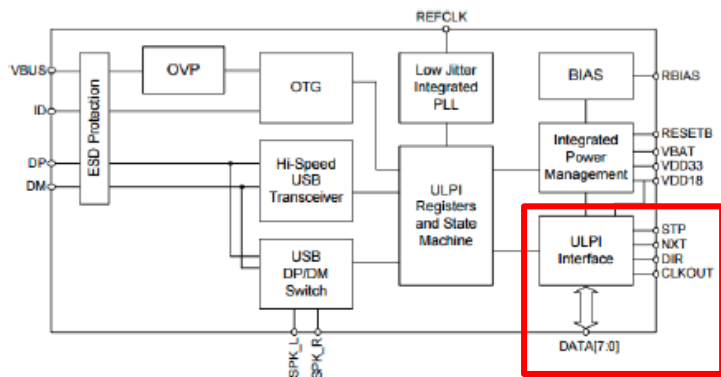 REFCLK
VBUS
ID
DP
DM
ESD Protection
OVP
OTG
Hi-Speed
USB
Transceiver
USB
DP/DM
Switch
SPK_L
SPK_R
Low Jitter
Integrated
PLL
ULPI
Registers
and State
Machine
BIAS
RBIAS
Integrated
Power
Management
RESETB
VBAT
VDD33
VDD18
ULPI
Interface
STP
NXT
DIR
CLKOUT
DATA[7:0]